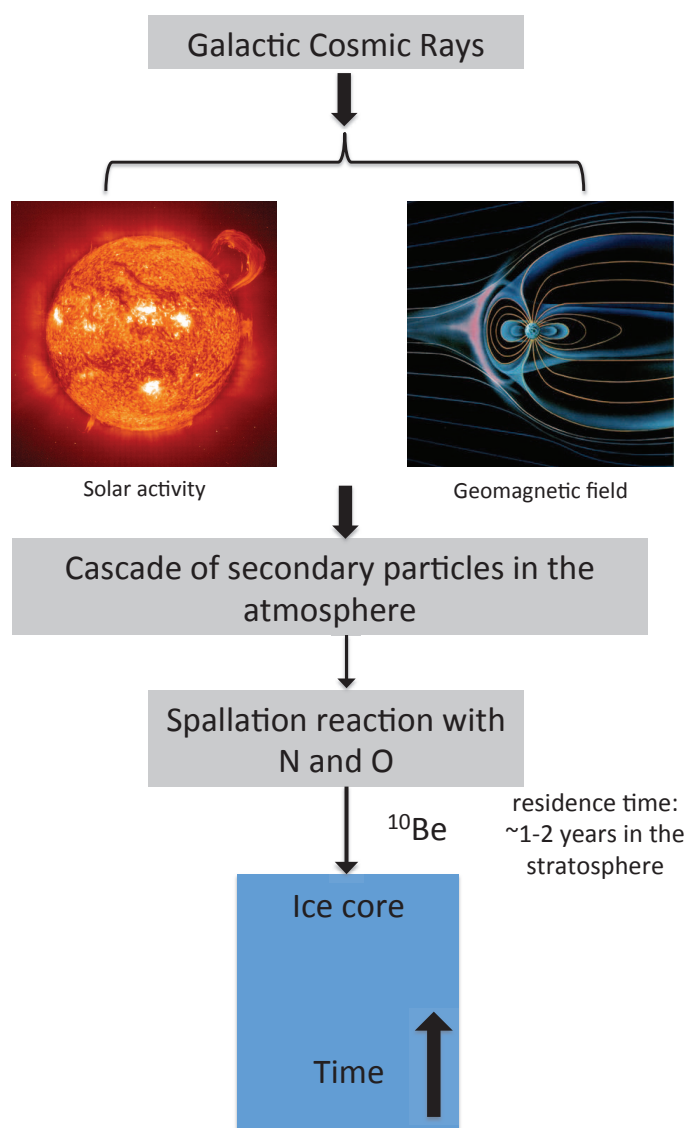 Galactic Cosmic Rays
Solar activity
Geomagnetic field
Cascade of secondary particles in the
atmosphere
Spallation reaction with
N and O
¹⁰Be
residence time:
~1-2 years in the
stratosphere
Ice core
Time